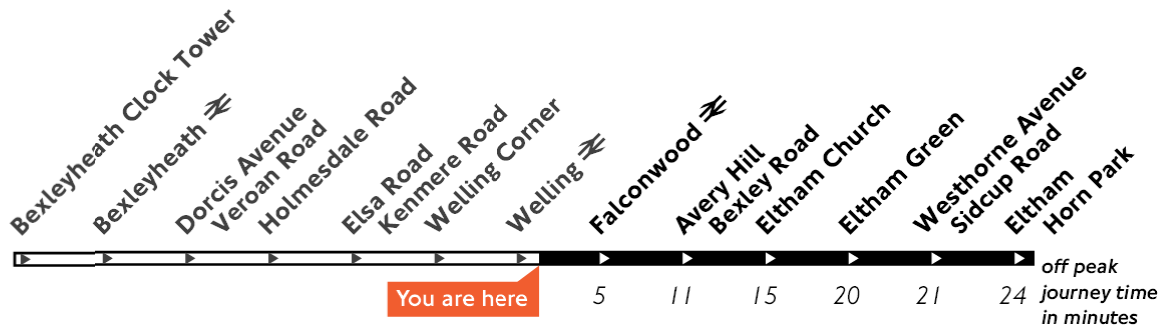 Bexleyheath Clock Tower
Bexleyheath
Dorcis Avenue
Veroan Road
Holmesdale Road
Elsa Road
Kenmere Road
Welling Corner
Welling
Falconwood
Avery Hill
Bexley Road
Eltham Church
Eltham Green
Westhorne Avenue
Sidcup Road
Eltham
Horn Park
You are here
5 11 15 20 21 24
off peak
journey time
in minutes